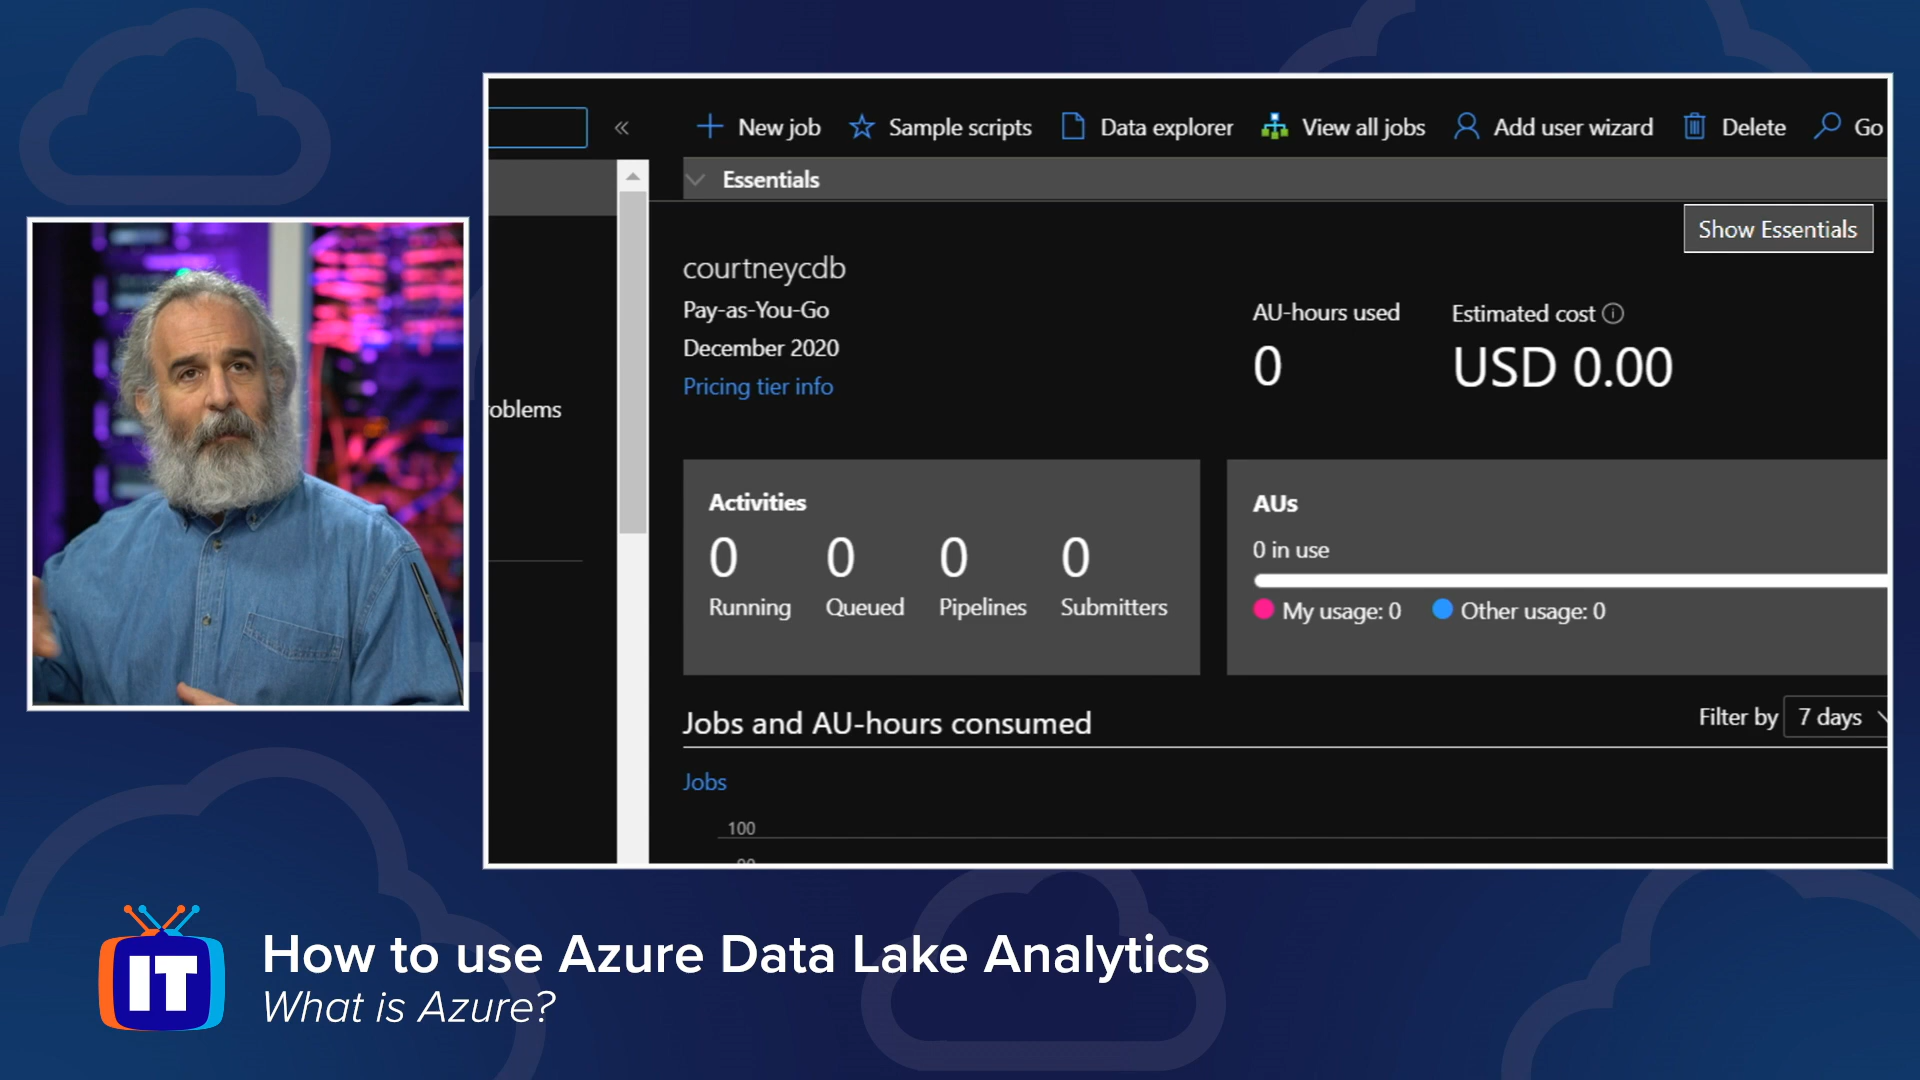 «
New job
Sample scripts
Data explorer
View all jobs
Add user wizard
Delete
Go
Essentials
Show Essentials
courtneycdb
Pay-as-You-Go
December 2020
Pricing tier info
AU-hours used
0
Estimated cost
USD 0.00
oblems
Activities
0 0 0 0
Running Queued Pipelines Submitters
AUs
0 in use
My usage: 0 Other usage: 0
Jobs and AU-hours consumed
Filter by 7 days
Jobs
100
IT
How to use Azure Data Lake Analytics
What is Azure?